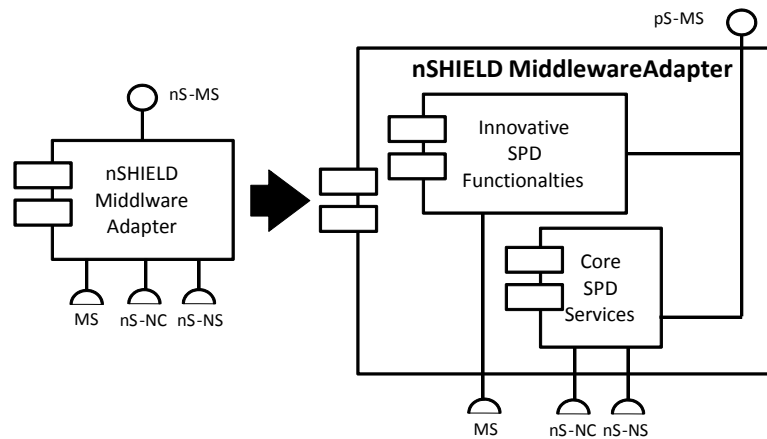 nS-MS
nSHIELD
Middlware
Adapter
MS
nS-NC
nS-NS
pS-MS
nSHIELD MiddlewareAdapter
Innovative
SPD
Functionalties
Core
SPD
Services
MS
nS-NC
nS-NS